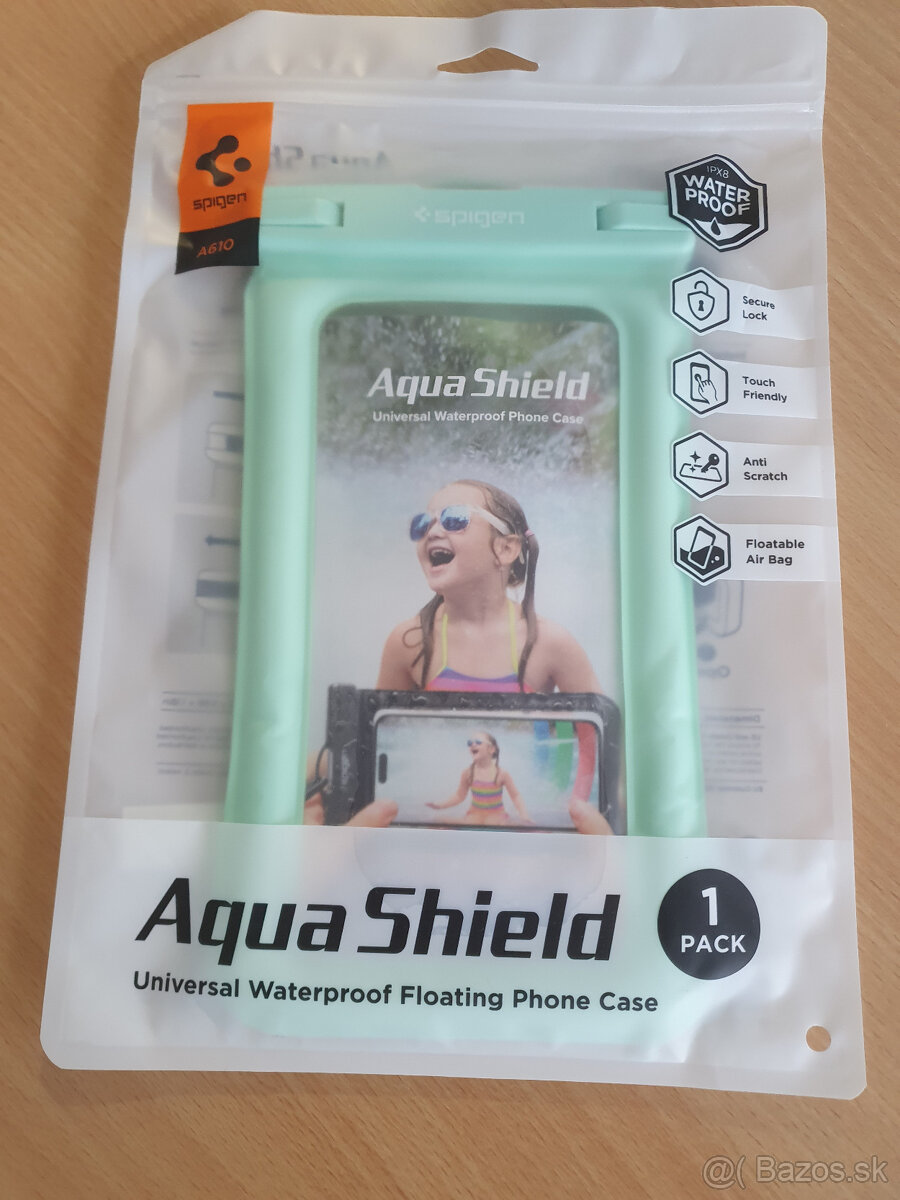 spigen
A610
spigen
IPX8
WATER
PROOF
Secure
Lock
Touch
Friendly
Anti
Scratch
Floatable
Air Bag
Aqua Shield
Universal Waterproof Phone Case
Aqua Shield
Universal Waterproof Floating Phone Case
1
PACK
@( Bazos.sk